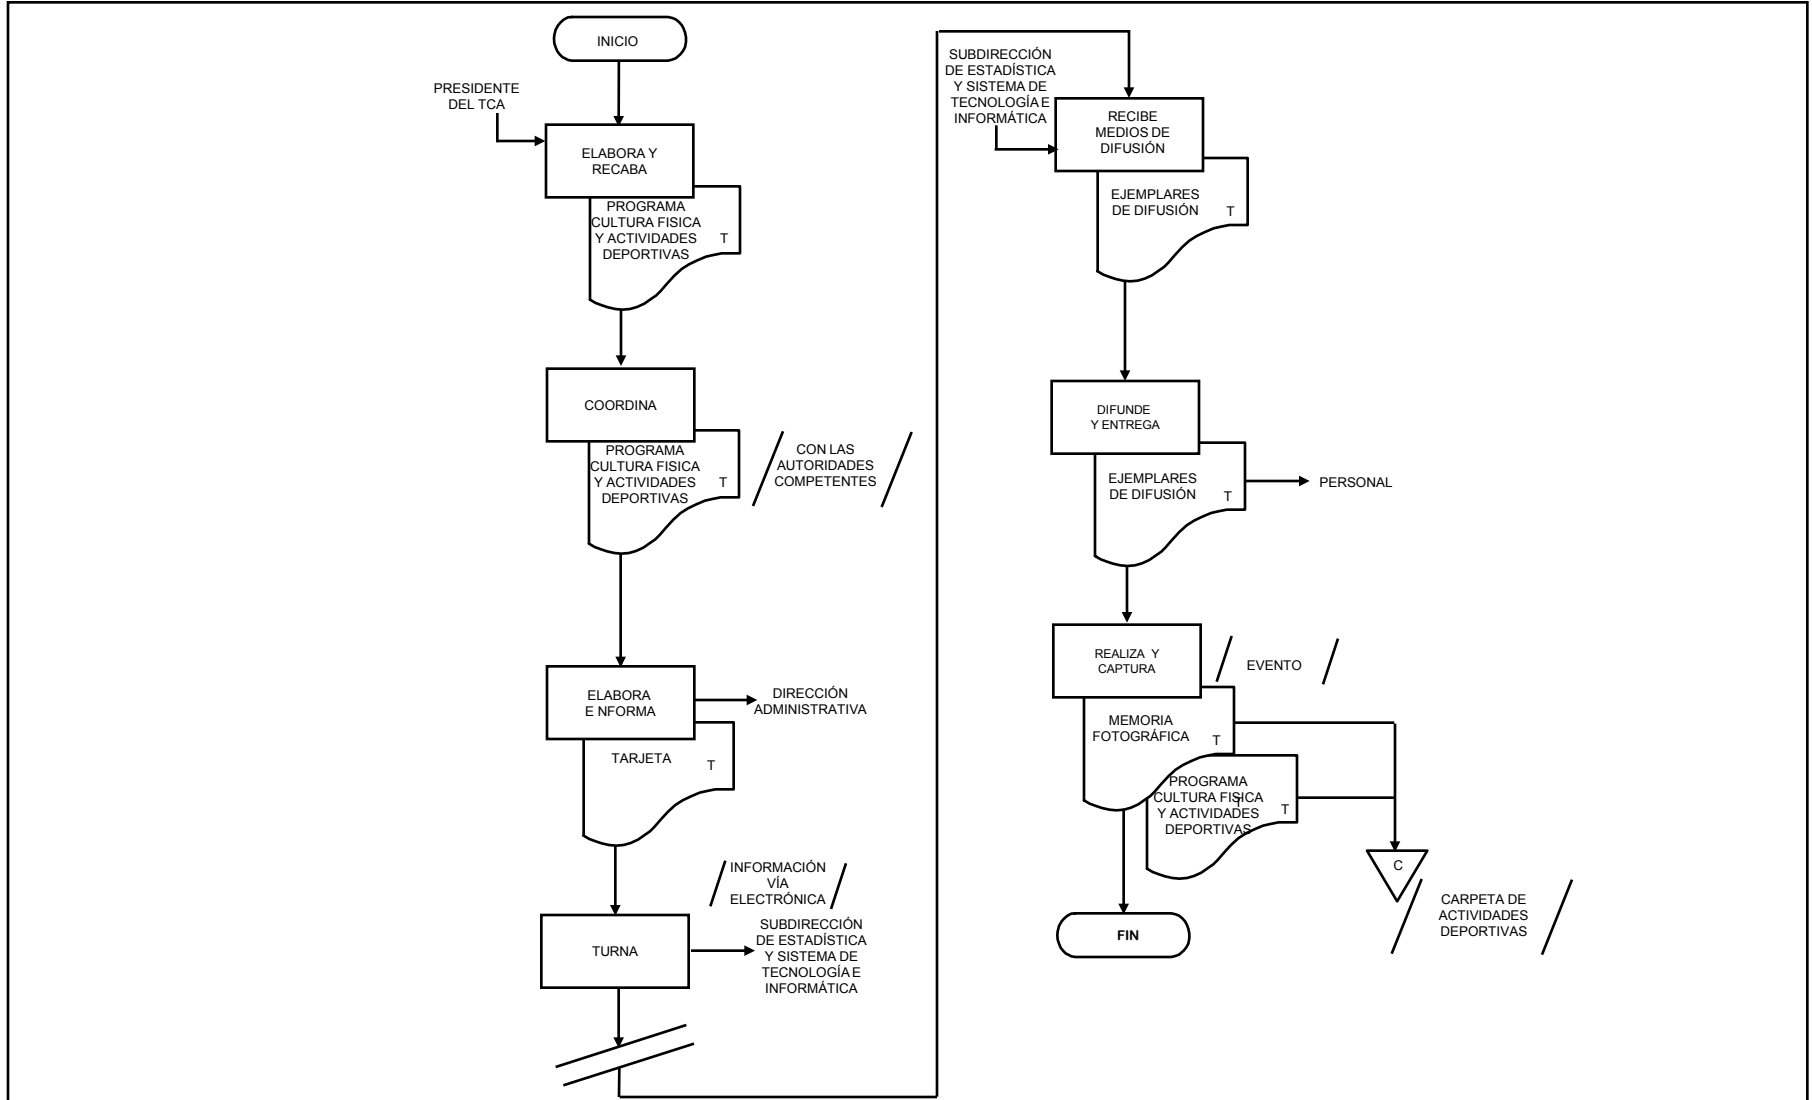 INICIO
PRESIDENTE
DEL TCA
ELABORA Y
RECABA
PROGRAMA
CULTURA FISICA
Y ACTIVIDADES
DEPORTIVAS
T
COORDINA
PROGRAMA
CULTURA FISICA
Y ACTIVIDADES
DEPORTIVAS
T
CON LAS
AUTORIDADES
COMPETENTES
ELABORA
E NFORMA
DIRECCIÓN
ADMINISTRATIVA
TARJETA
T
INFORMACIÓN
VÍA
ELECTRÓNICA
TURNA
SUBDIRECCIÓN
DE ESTADÍSTICA
Y SISTEMA DE
TECNOLOGÍA E
INFORMÁTICA
SUBDIRECCIÓN
DE ESTADÍSTICA
Y SISTEMA DE
TECNOLOGÍA E
INFORMÁTICA
RECIBE
MEDIOS DE
DIFUSIÓN
EJEMPLARES
DE DIFUSIÓN
T
DIFUNDE
Y ENTREGA
EJEMPLARES
DE DIFUSIÓN
T
PERSONAL
REALIZA Y
CAPTURA
EVENTO
MEMORIA
FOTOGRÁFICA
T
PROGRAMA
CULTURA FISICA
Y ACTIVIDADES
DEPORTIVAS
T
T
C
CARPETA DE
ACTIVIDADES
DEPORTIVAS
FIN